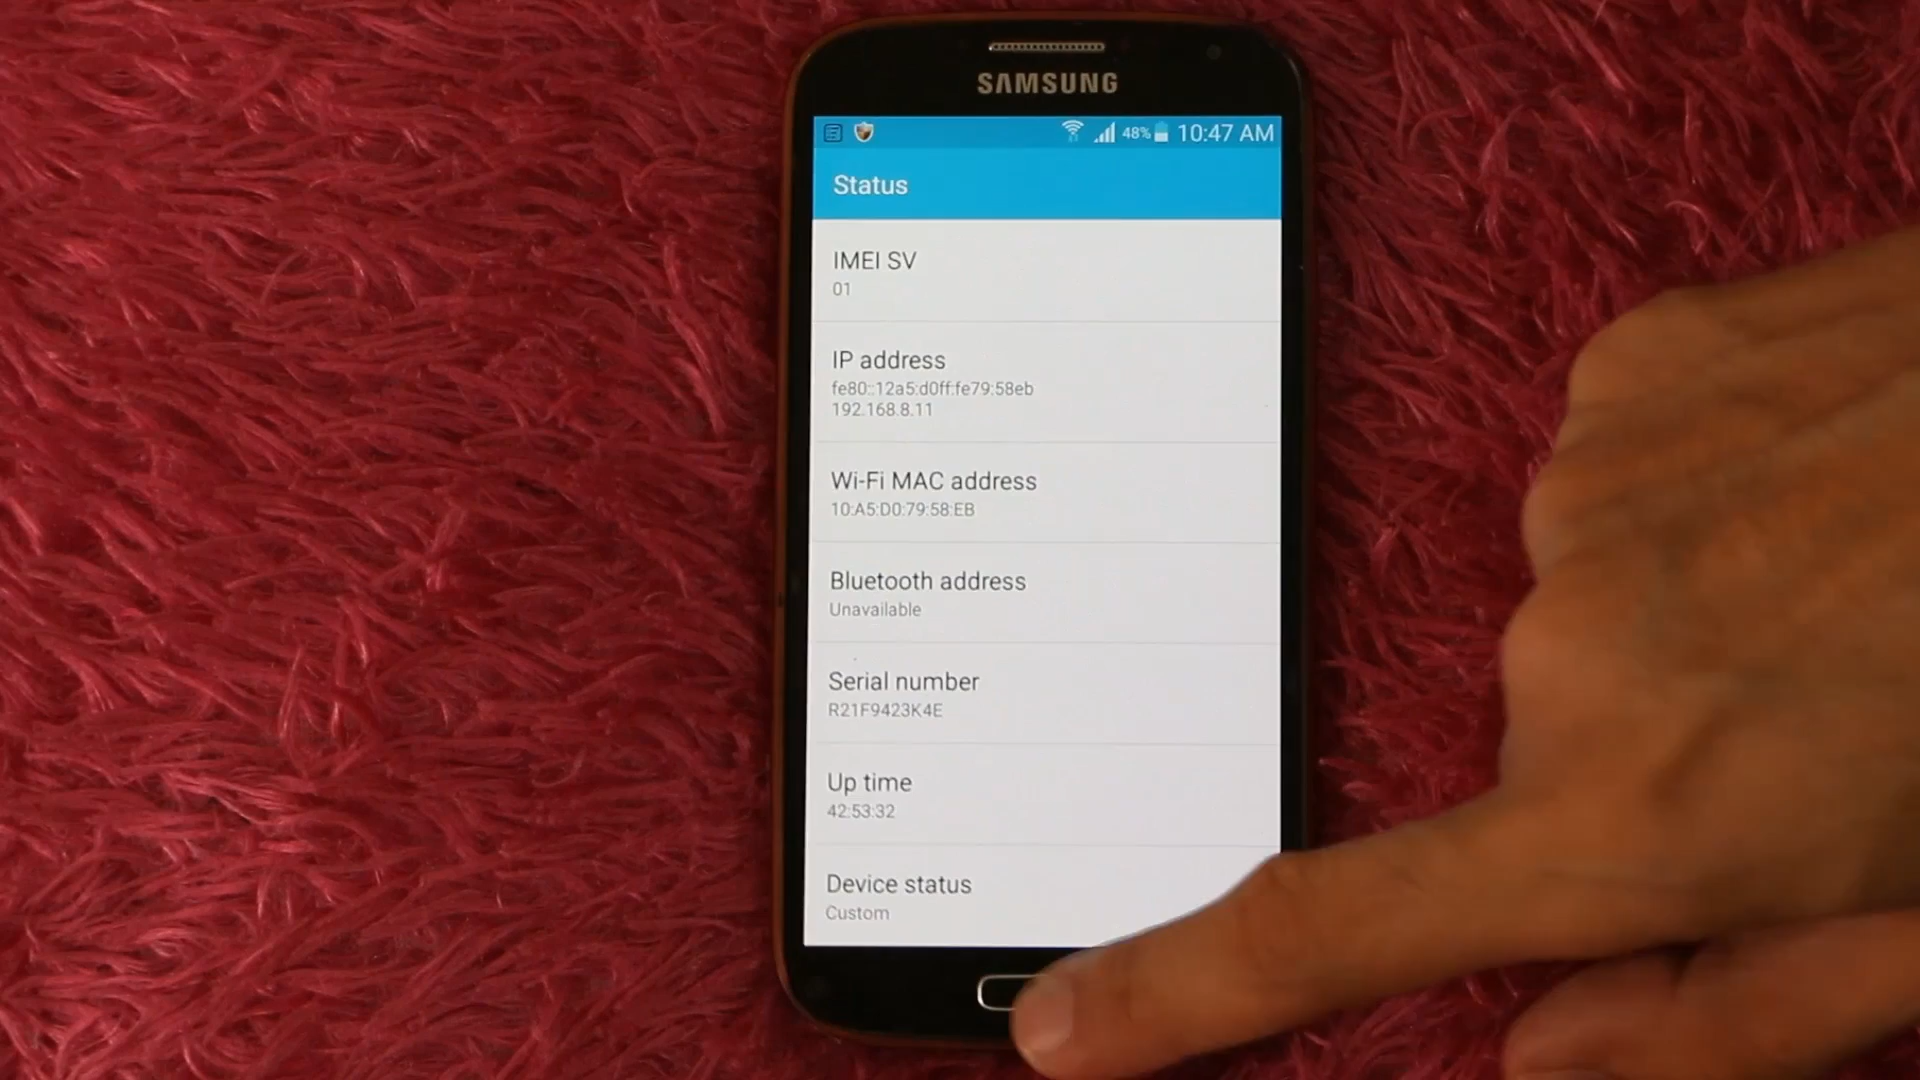 SAMSUNG
48% 10:47 AM
Status
IMEI SV
01
IP address
fe80::12a5:d0ff:fe79:58eb
192.168.8.11
Wi-Fi MAC address
10:A5:D0:79:58:EB
Bluetooth address
Unavailable
Serial number
R21F9423K4E
Up time
42:53:32
Device status
Custom